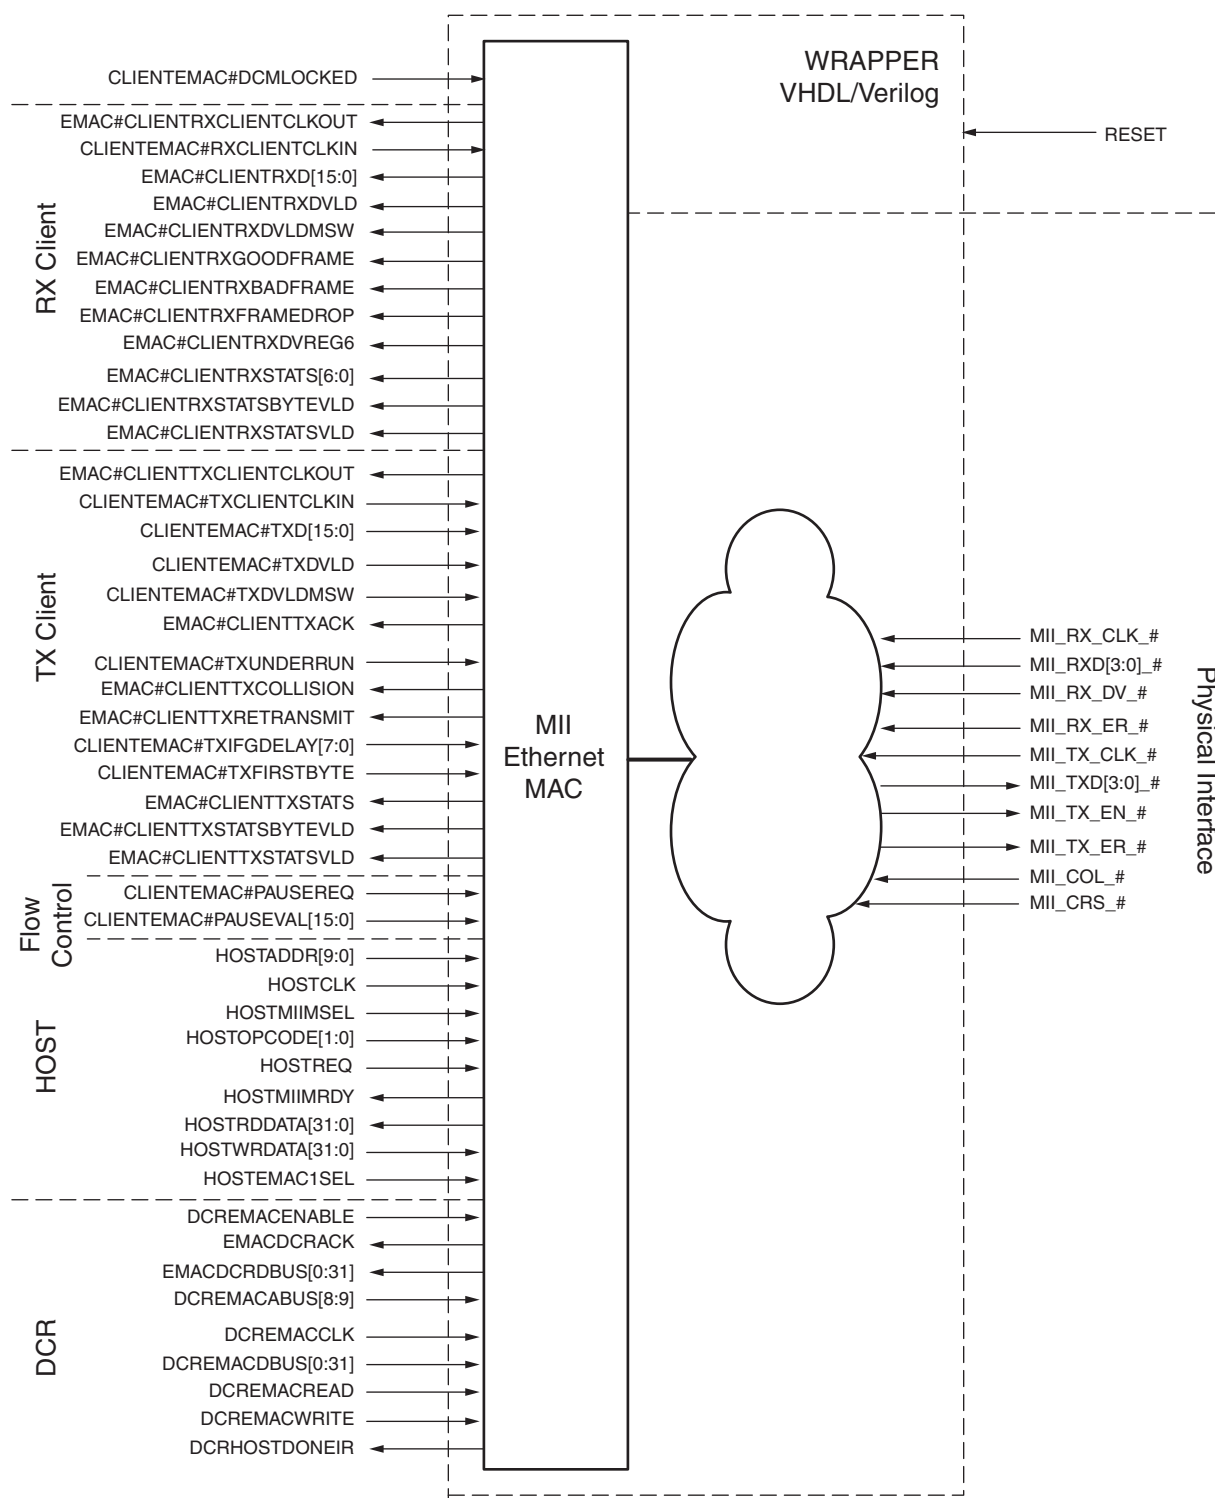 WRAPPER
VHDL/Verilog
RESET
CLIENTEMAC#DCMLOCKED
RX Client
EMAC#CLIENTRXCLIENTCLKOUT
CLIENTEMAC#RXCLIENTCLKIN
EMAC#CLIENTRXD[15:0]
EMAC#CLIENTRXDVLD
EMAC#CLIENTRXDVLDMSW
EMAC#CLIENTRXGOODFRAME
EMAC#CLIENTRXBADFRAME
EMAC#CLIENTRXFRAMEDROP
EMAC#CLIENTRXDVREG6
EMAC#CLIENTRXSTATS[6:0]
EMAC#CLIENTRXSTATSBYTEVLD
EMAC#CLIENTRXSTATSVLD
TX Client
EMAC#CLIENTTXCLIENTCLKOUT
CLIENTEMAC#TXCLIENTCLKIN
CLIENTEMAC#TXD[15:0]
CLIENTEMAC#TXDVLD
CLIENTEMAC#TXDVLDMSW
EMAC#CLIENTTXACK
CLIENTEMAC#TXUNDERRUN
EMAC#CLIENTTXCOLLISION
EMAC#CLIENTTXRETRANSMIT
CLIENTEMAC#TXIFGDELAY[7:0]
CLIENTEMAC#TXFIRSTBYTE
EMAC#CLIENTTXSTATS
EMAC#CLIENTTXSTATSBYTEVLD
EMAC#CLIENTTXSTATSVLD
Flow
Control
CLIENTEMAC#PAUSEREQ
CLIENTEMAC#PAUSEVAL[15:0]
HOST
HOSTADDR[9:0]
HOSTCLK
HOSTMIIMSEL
HOSTOPCODE[1:0]
HOSTREQ
HOSTMIIMRDY
HOSTRDDATA[31:0]
HOSTWRDATA[31:0]
HOSTEMAC1SEL
DCR
DCREMACENABLE
EMACDCRACK
EMACDCRDBUS[0:31]
DCREMACABUS[8:9]
DCREMACCLK
DCREMACDBUS[0:31]
DCREMACREAD
DCREMACWRITE
DCRHOSTDONEIR
MII
Ethernet
MAC
MII_RX_CLK_#
MII_RXD[3:0]_#
MII_RX_DV_#
MII_RX_ER_#
MII_TX_CLK_#
MII_TXD[3:0]_#
MII_TX_EN_#
MII_TX_ER_#
MII_COL_#
MII_CRS_#
Physical Interface